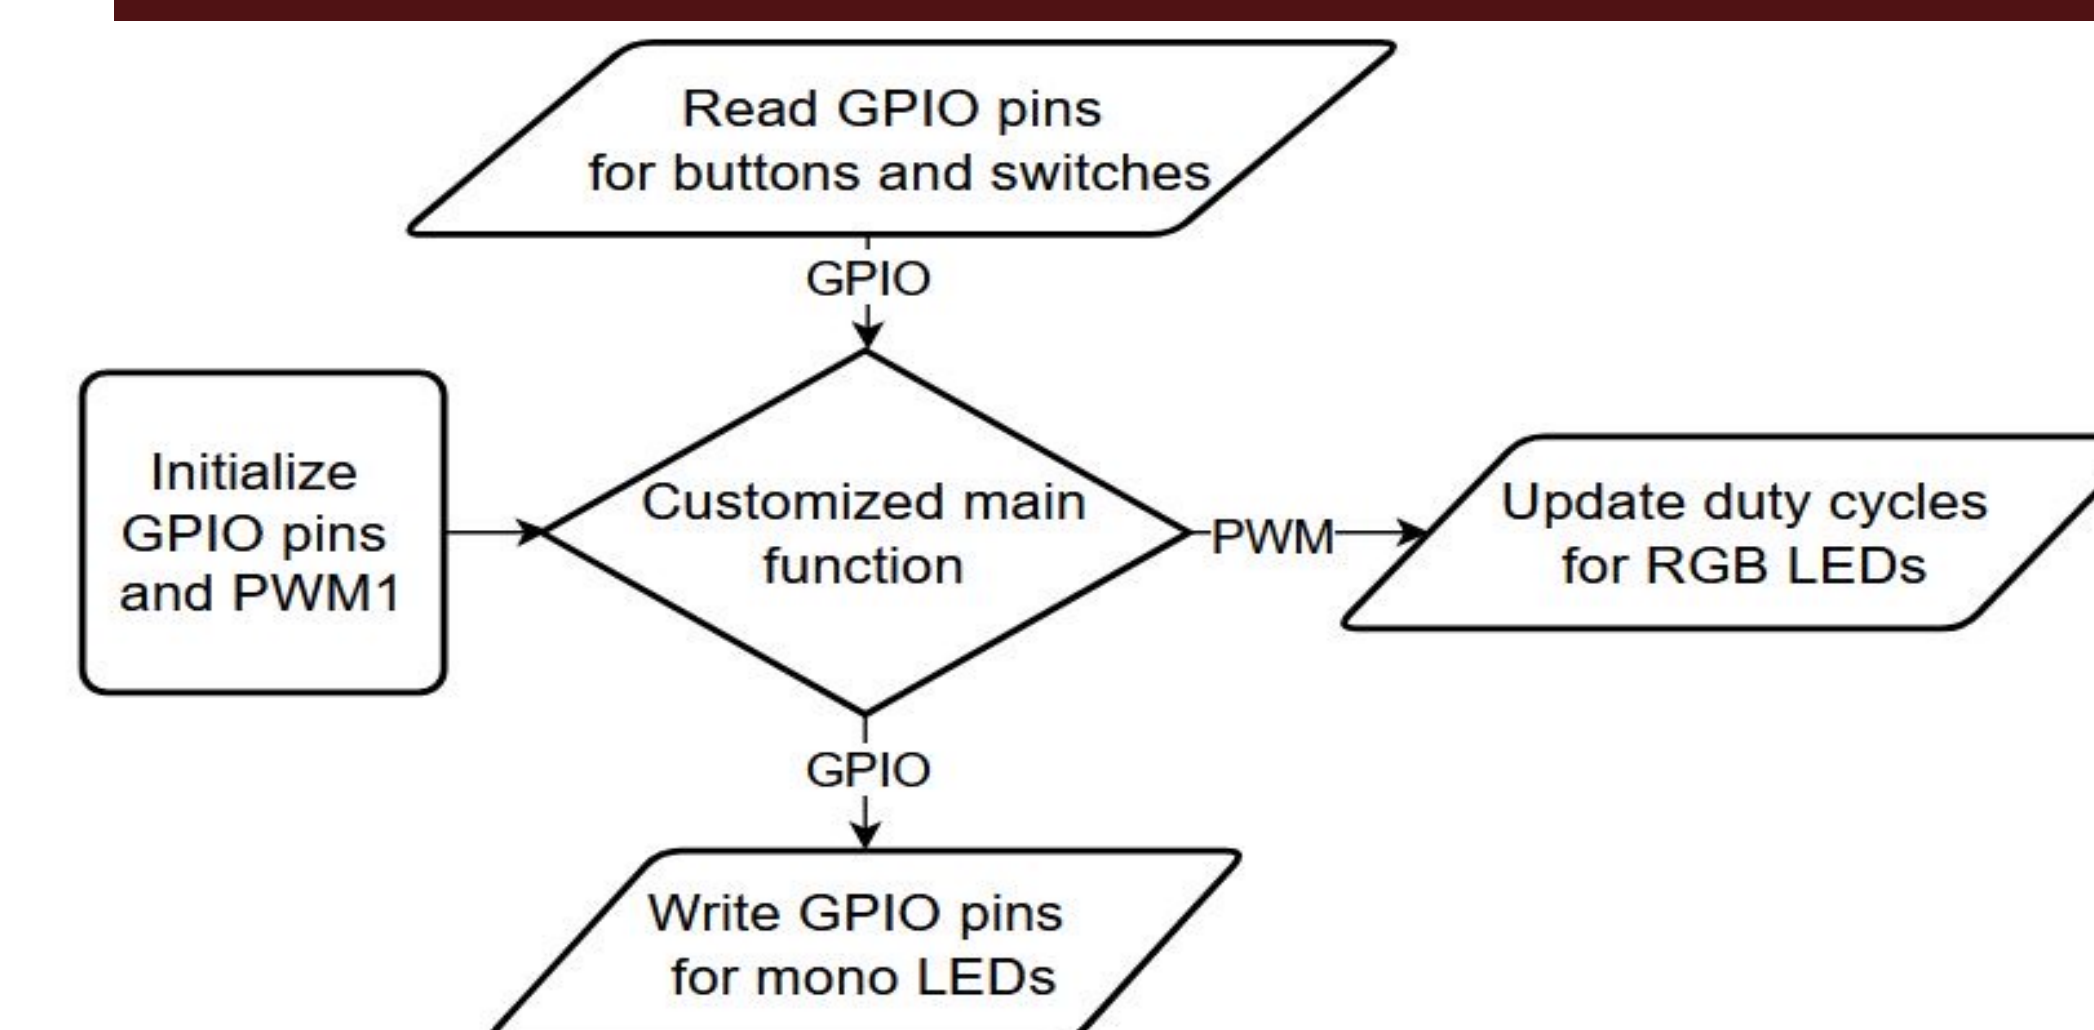 Read GPIO pins
for buttons and switches
GPIO
Initialize
GPIO pins
and PWM1
Customized main
function
PWM
Update duty cycles
for RGB LEDs
GPIO
Write GPIO pins
for mono LEDs